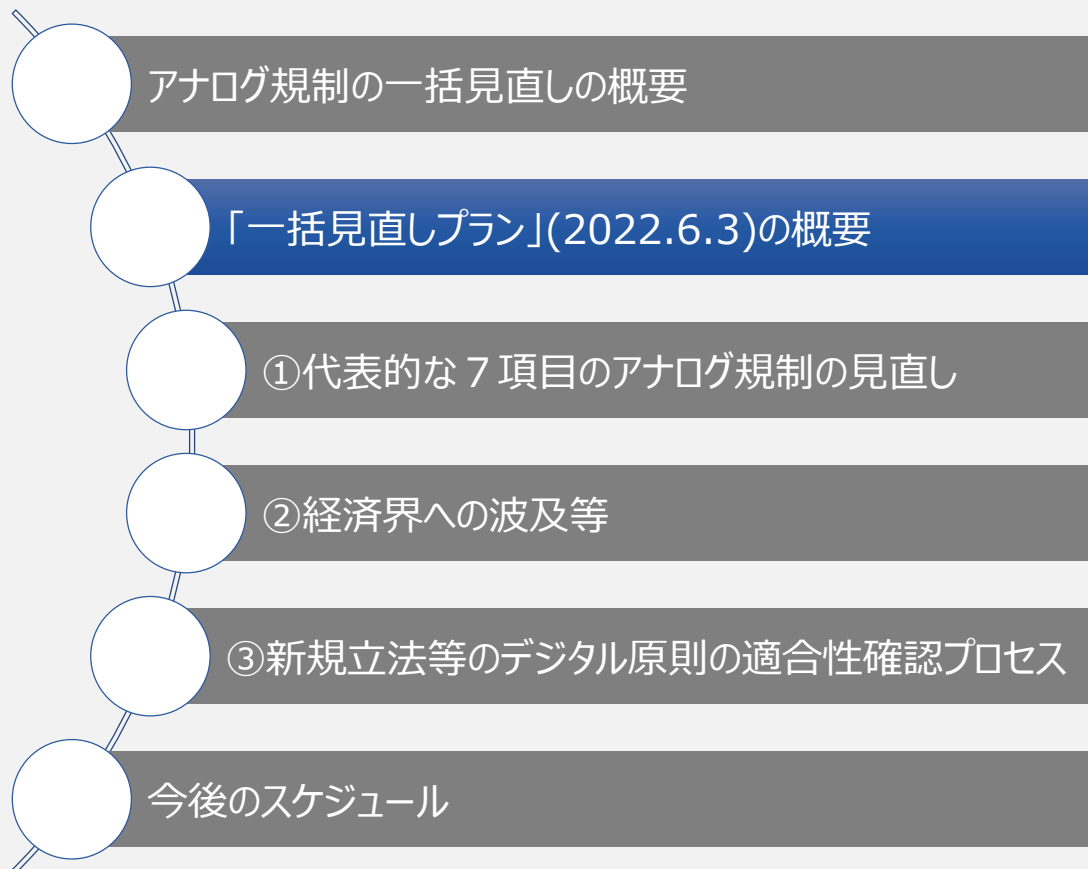 アナログ規制の一括見直しの概要
「一括見直しプラン」(2022.6.3)の概要
①代表的な７項目のアナログ規制の見直し
②経済界への波及等
③新規立法等のデジタル原則の適合性確認プロセス
今後のスケジュール